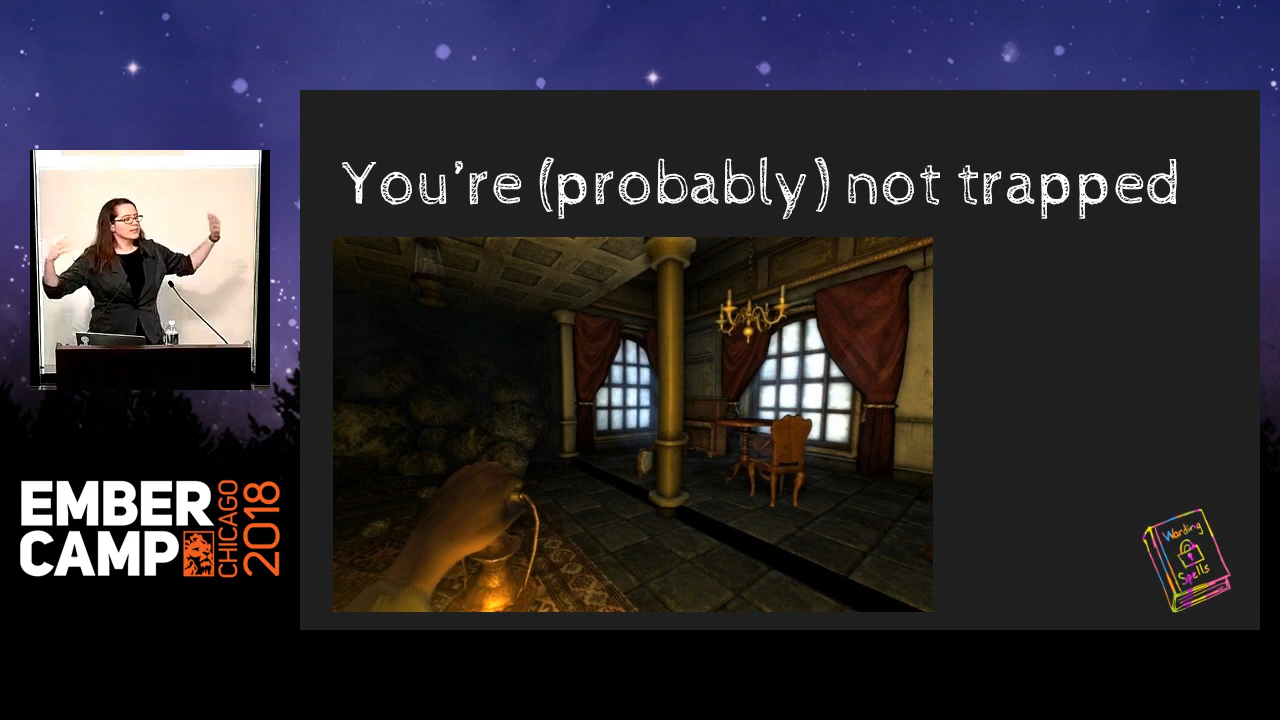 You're (probably) not trapped
EMBER
CAMP
CHICAGO
2018
Warding
Spells